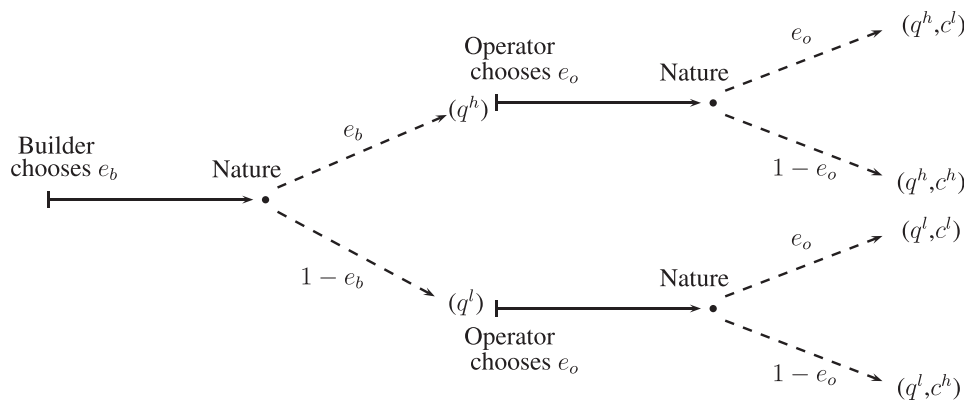 Operator
chooses $e_o$
Nature
$e_o$
$(q^h, c^l)$
$(q^h)$
$e_b$
$1 - e_o$
$(q^h, c^h)$
Builder
chooses $e_b$
Nature
$1 - e_b$
$(q^l)$
Operator
chooses $e_o$
Nature
$e_o$
$(q^l, c^l)$
$1 - e_o$
$(q^l, c^h)$